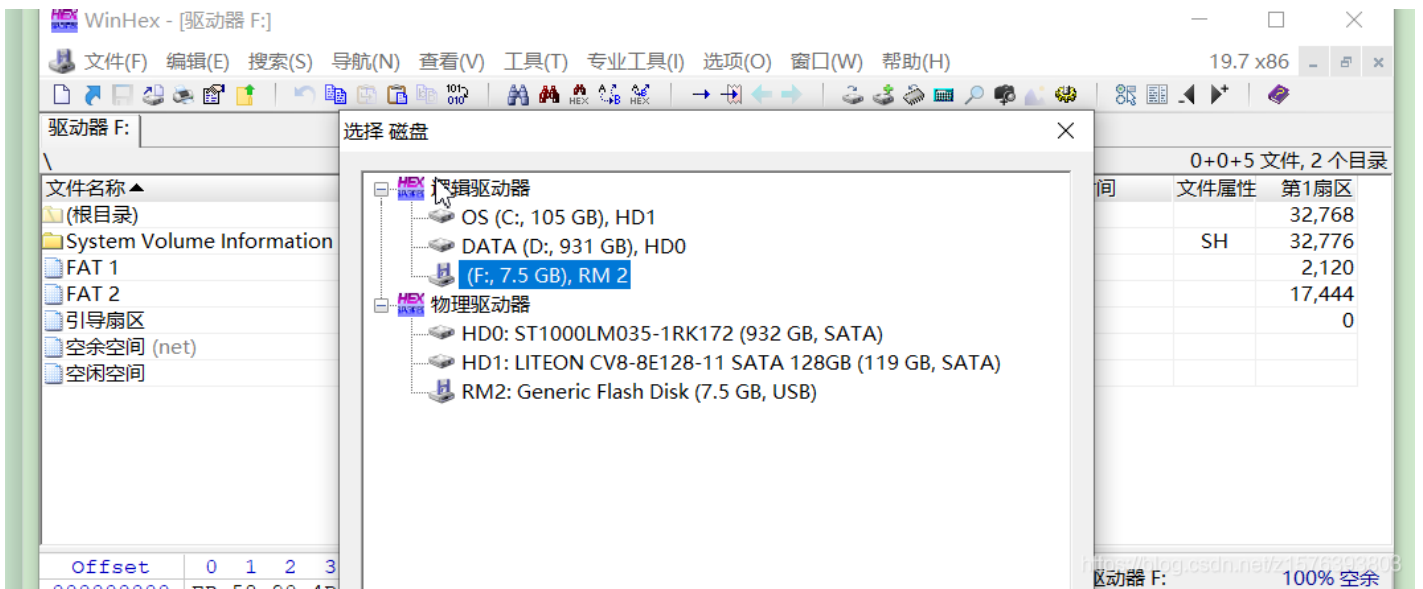 WinHex - [驱动器 F:]
文件(F) 编辑(E) 搜索(S) 导航(N) 查看(V) 工具(T) 专业工具(I) 选项(O) 窗口(W) 帮助(H) 19.7 x86
驱动器 F:
选择 磁盘
\
0+0+5 文件, 2 个目录
文件名称
间 文件属性 第1扇区
(根目录) 32,768
System Volume Information SH 32,776
FAT 1 2,120
FAT 2 17,444
引导扇区 0
空余空间 (net)
空闲空间
逻辑驱动器
OS (C:, 105 GB), HD1
DATA (D:, 931 GB), HD0
(F:, 7.5 GB), RM 2
物理驱动器
HD0: ST1000LM035-1RK172 (932 GB, SATA)
HD1: LITEON CV8-8E128-11 SATA 128GB (119 GB, SATA)
RM2: Generic Flash Disk (7.5 GB, USB)
Offset 0 1 2 3
https://blog.csdn.net/z1576393803
驱动器 F: 100% 空余